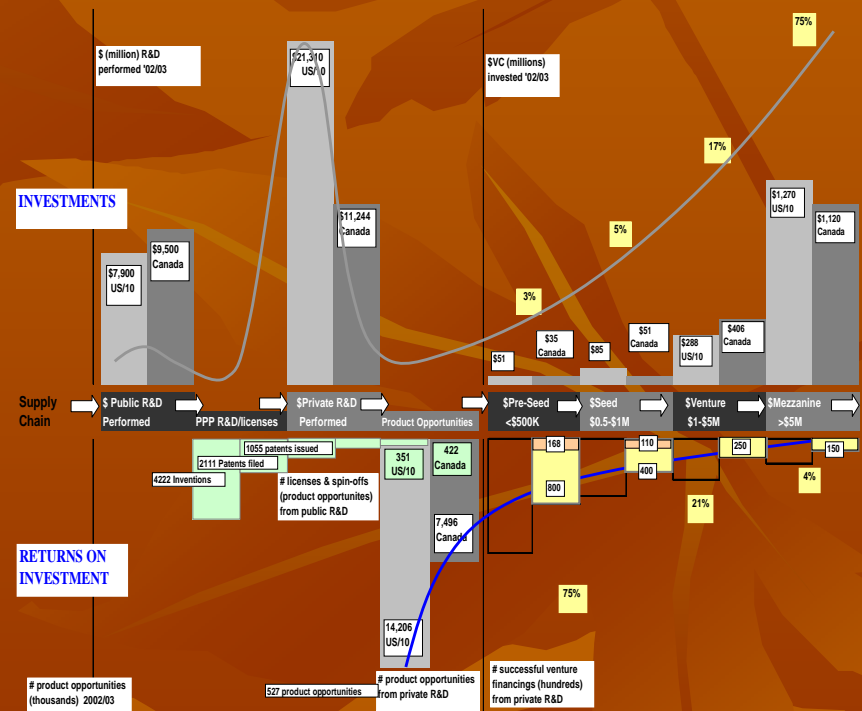 $ (million) R&D
performed '02/03
$21,310
US/10
$VC (millions)
invested '02/03
75%
17%
5%
3%
INVESTMENTS
$7,900
US/10
$9,500
Canada
$11,244
Canada
$51
$35
Canada
$85
$51
Canada
$288
US/10
$406
Canada
$1,270
US/10
$1,120
Canada
Supply
Chain
$ Public R&D
Performed
PPP R&D/licenses
$Private R&D
Performed
Product Opportunities
$Pre-Seed
<$500K
$Seed
$0.5-$1M
$Venture
$1-$5M
$Mezzanine
>$5M
1055 patents issued
2111 Patents filed
4222 Inventions
# licenses & spin-offs
(product opportunites)
from public R&D
351
US/10
422
Canada
7,496
Canada
14,206
US/10
168
800
110
400
250
150
4%
21%
75%
RETURNS ON
INVESTMENT
# product opportunities
(thousands) 2002/03
527 product opportunities
# product opportunities
from private R&D
# successful venture
financings (hundreds)
from private R&D